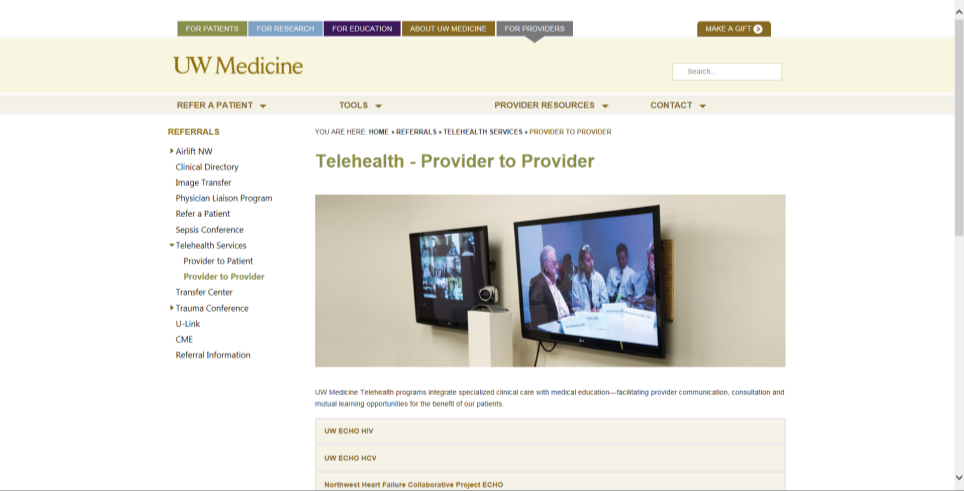 FOR PATIENTS
FOR RESEARCH
FOR EDUCATION
ABOUT UW MEDICINE
FOR PROVIDERS
MAKE A GIFT
UW Medicine
Search...
REFER A PATIENT
TOOLS
PROVIDER RESOURCES
CONTACT
REFERRALS
Airlift NW
Clinical Directory
Image Transfer
Physician Liaison Program
Refer a Patient
Sepsis Conference
Telehealth Services
Provider to Patient
Provider to Provider
Transfer Center
Trauma Conference
U-Link
CME
Referral Information
YOU ARE HERE: HOME » REFERRALS » TELEHEALTH SERVICES » PROVIDER TO PROVIDER
Telehealth - Provider to Provider
UW Medicine Telehealth programs integrate specialized clinical care with medical education—facilitating provider communication, consultation and
mutual learning opportunities for the benefit of our patients.
UW ECHO HIV
UW ECHO HCV
Northwest Heart Failure Collaborative Project ECHO